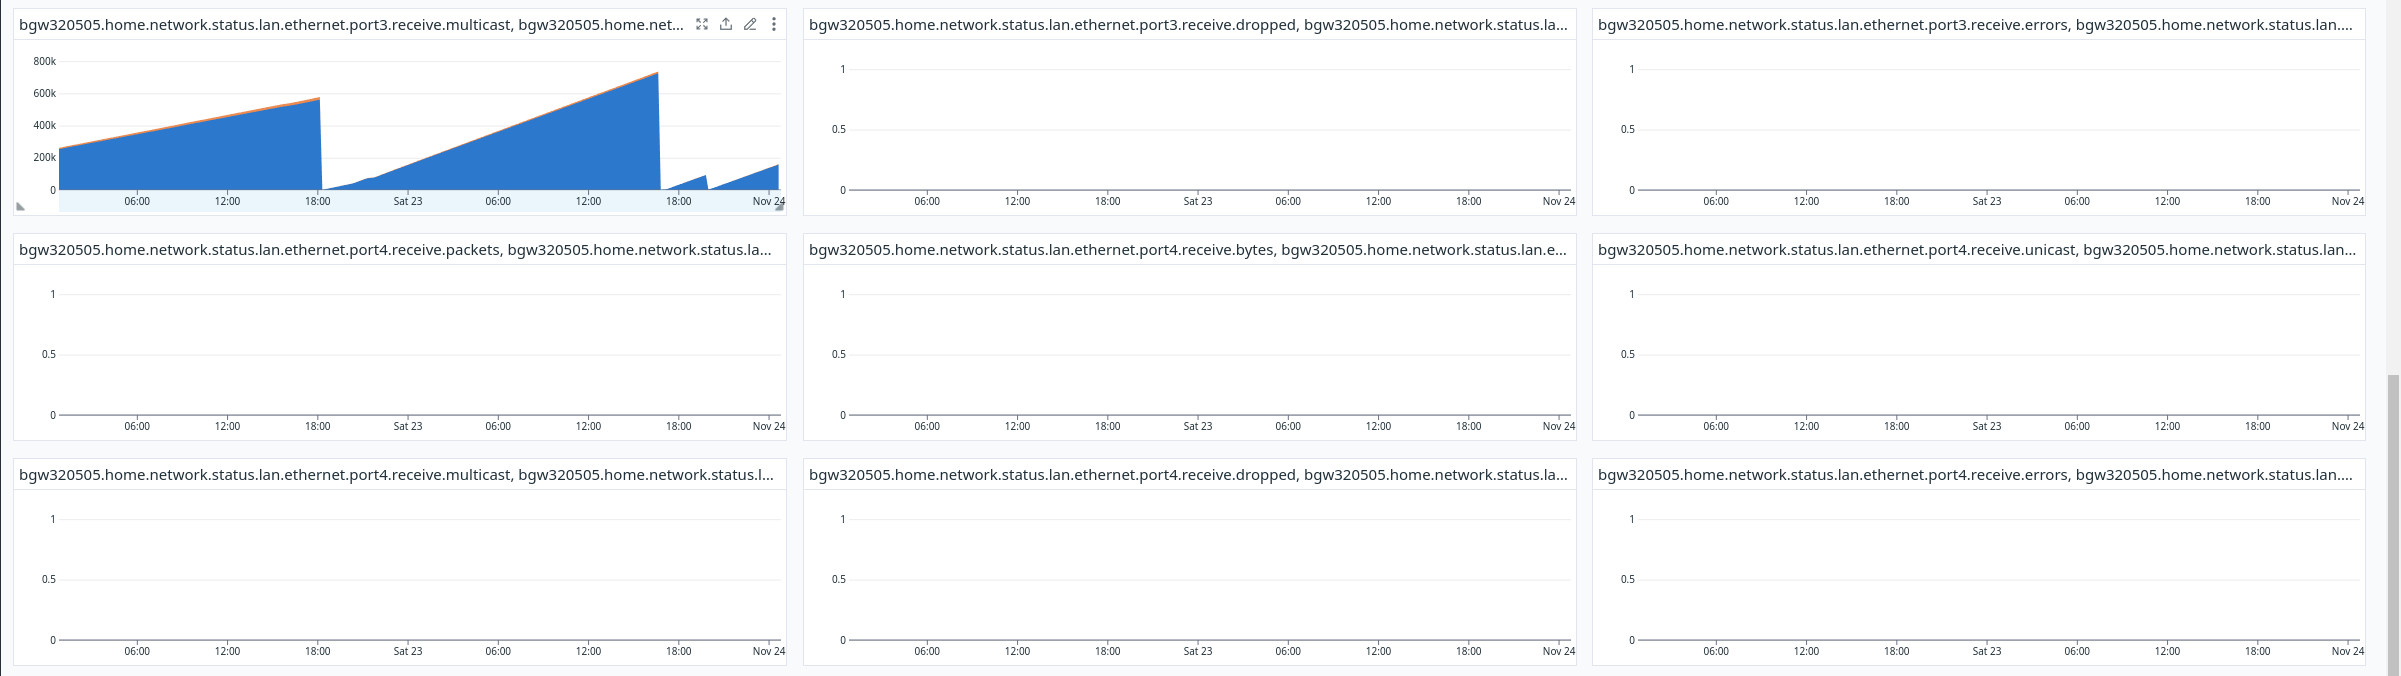 bgw320505.home.network.status.lan.ethernet.port3.receive.multicast, bgw320505.home.net...
800k
600k
400k
200k
0
06:00 12:00 18:00 Sat 23 06:00 12:00 18:00 Nov 24
bgw320505.home.network.status.lan.ethernet.port3.receive.dropped, bgw320505.home.network.status.la...
1
0.5
0
06:00 12:00 18:00 Sat 23 06:00 12:00 18:00 Nov 24
bgw320505.home.network.status.lan.ethernet.port3.receive.errors, bgw320505.home.network.status.lan....
1
0.5
0
06:00 12:00 18:00 Sat 23 06:00 12:00 18:00 Nov 24
bgw320505.home.network.status.lan.ethernet.port4.receive.packets, bgw320505.home.network.status.la...
1
0.5
0
06:00 12:00 18:00 Sat 23 06:00 12:00 18:00 Nov 24
bgw320505.home.network.status.lan.ethernet.port4.receive.bytes, bgw320505.home.network.status.lan.e...
1
0.5
0
06:00 12:00 18:00 Sat 23 06:00 12:00 18:00 Nov 24
bgw320505.home.network.status.lan.ethernet.port4.receive.unicast, bgw320505.home.network.status.lan...
1
0.5
0
06:00 12:00 18:00 Sat 23 06:00 12:00 18:00 Nov 24
bgw320505.home.network.status.lan.ethernet.port4.receive.multicast, bgw320505.home.network.status.l...
1
0.5
0
06:00 12:00 18:00 Sat 23 06:00 12:00 18:00 Nov 24
bgw320505.home.network.status.lan.ethernet.port4.receive.dropped, bgw320505.home.network.status.la...
1
0.5
0
06:00 12:00 18:00 Sat 23 06:00 12:00 18:00 Nov 24
bgw320505.home.network.status.lan.ethernet.port4.receive.errors, bgw320505.home.network.status.lan....
1
0.5
0
06:00 12:00 18:00 Sat 23 06:00 12:00 18:00 Nov 24